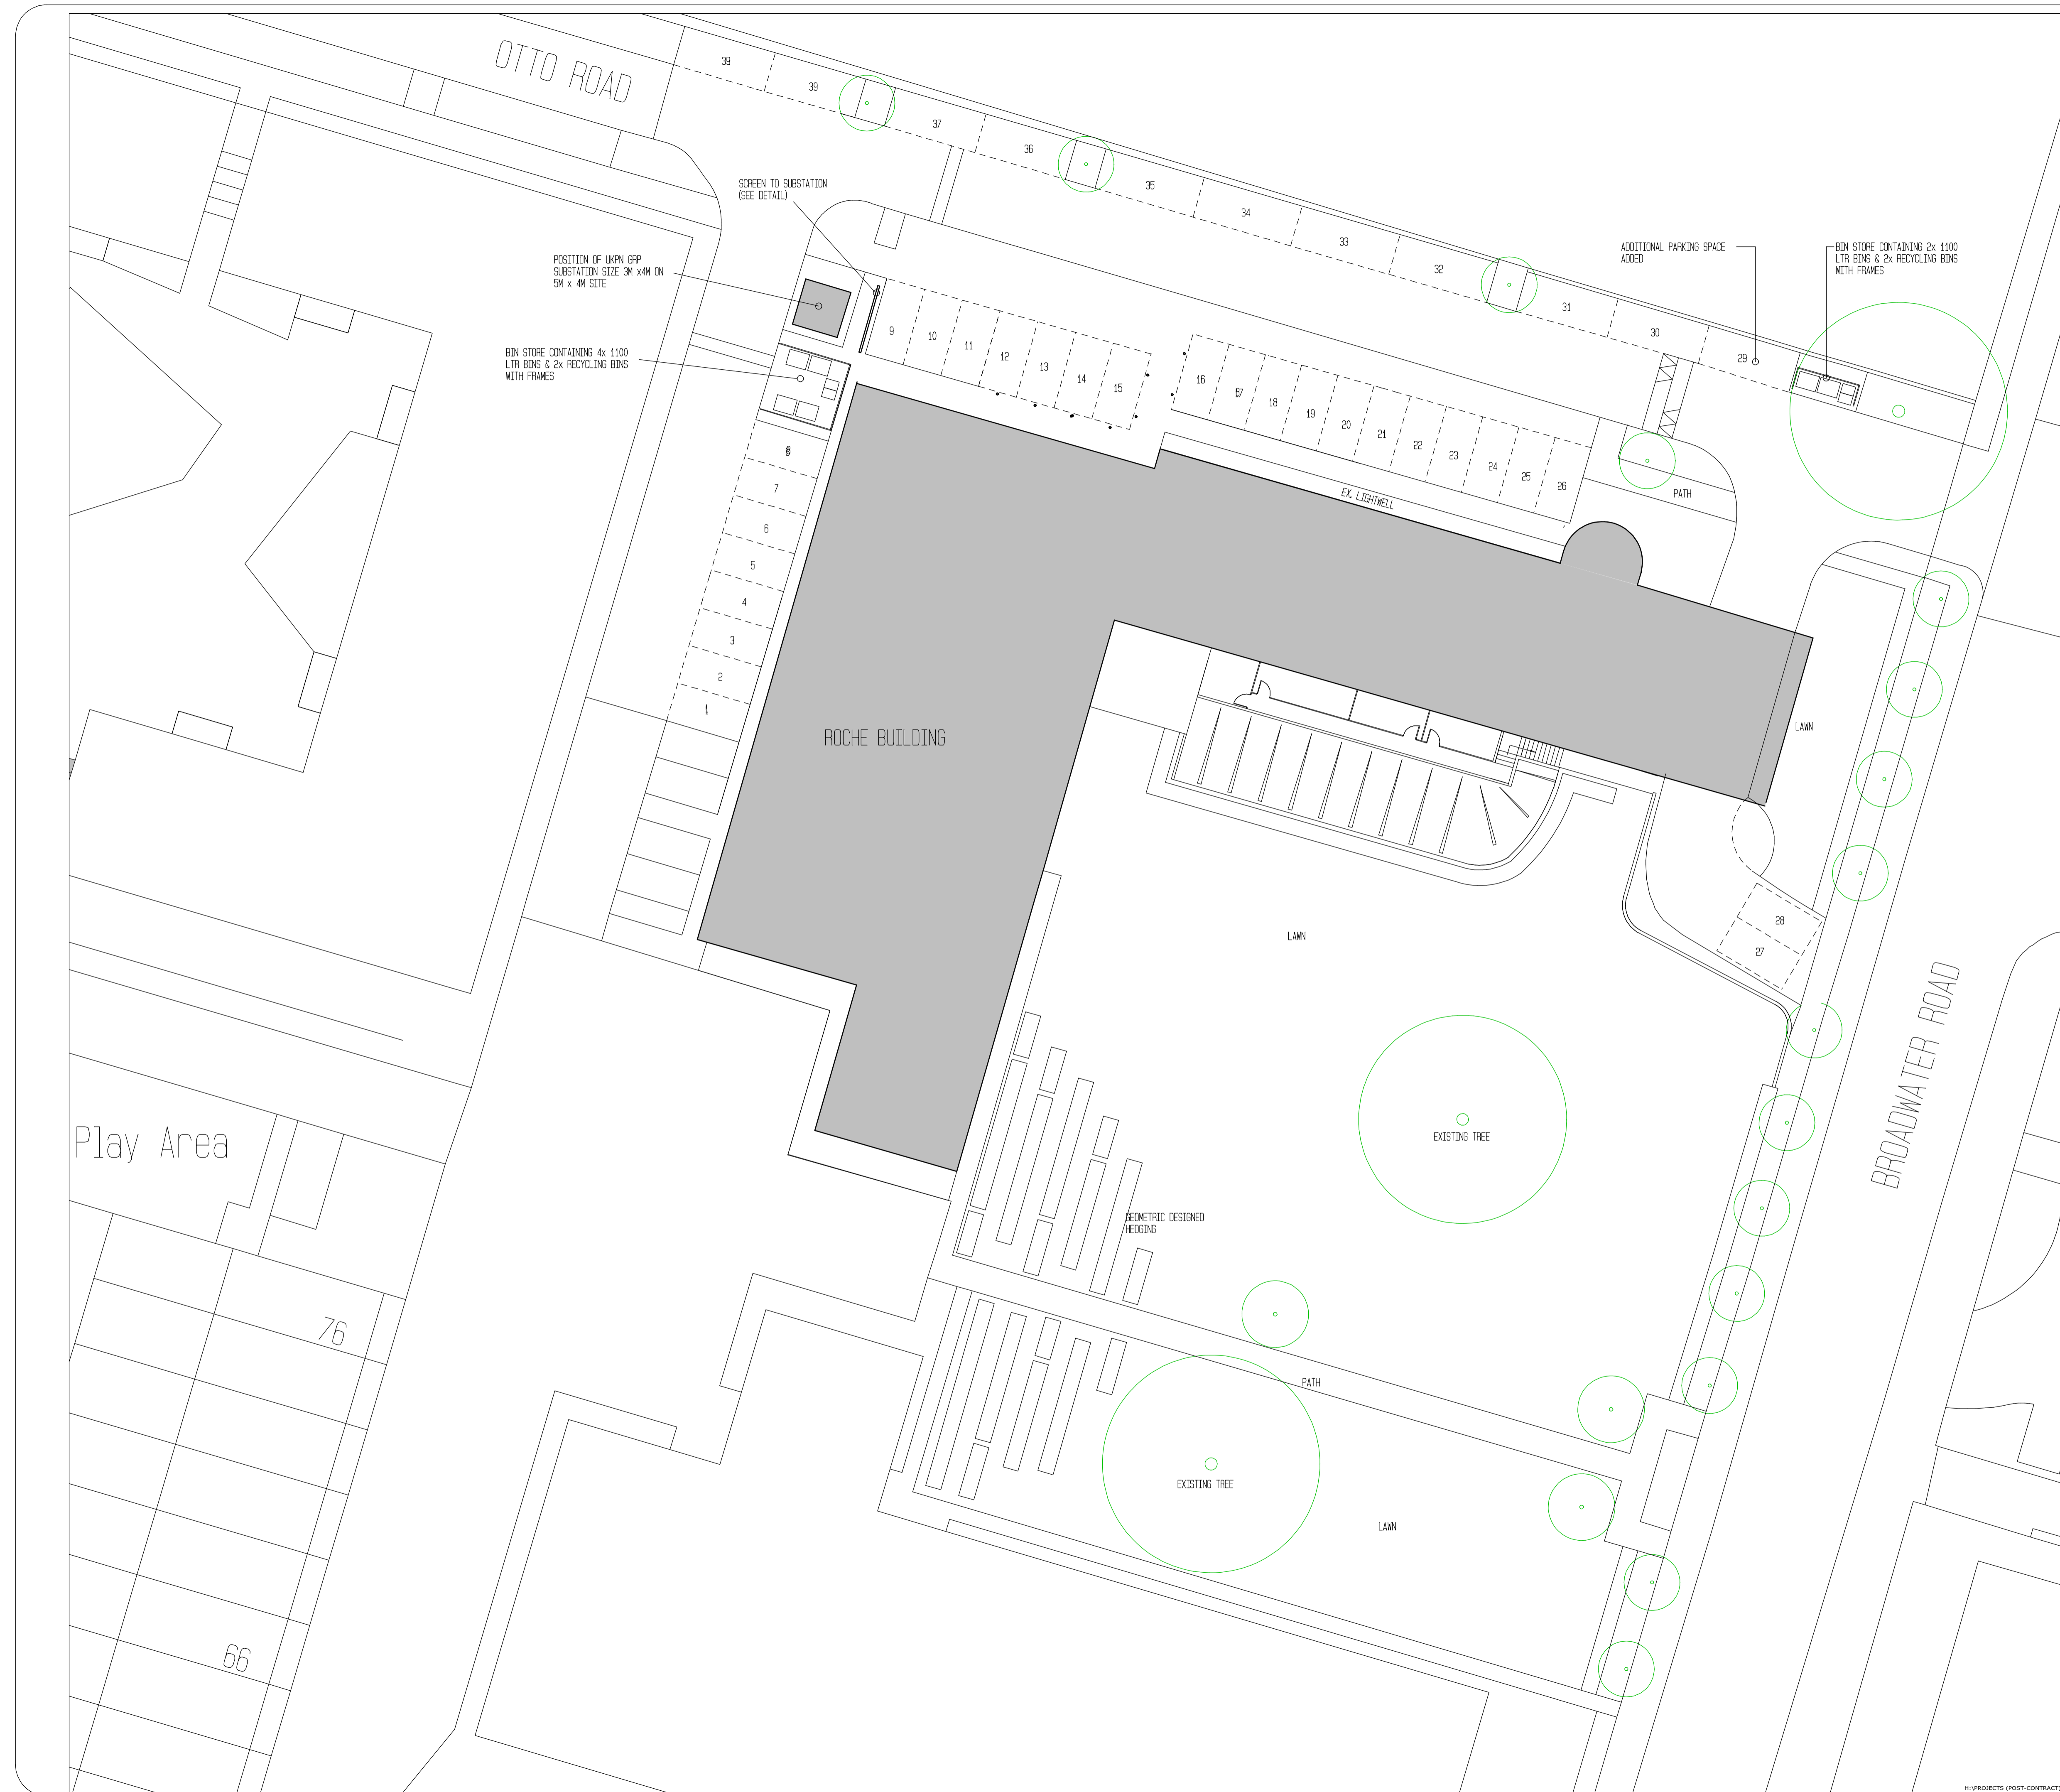 OTTO ROAD
39
39
37
36
35
34
33
32
31
30
29
SCREEN TO SUBSTATION
(SEE DETAIL)
POSITION OF UKPN GRP
SUBSTATION SIZE 3M x4M ON
5M x 4M SITE
BIN STORE CONTAINING 4x 1100
LTR BINS & 2x RECYCLING BINS
WITH FRAMES
ADDITIONAL PARKING SPACE
ADDED
BIN STORE CONTAINING 2x 1100
LTR BINS & 2x RECYCLING BINS
WITH FRAMES
9
10
11
12
13
14
15
16
17
18
19
20
21
22
23
24
25
26
8
7
6
5
4
3
2
1
EX. LIGHTWELL
PATH
LAWN
ROCHE BUILDING
28
27
LAWN
BROADWATER ROAD
EXISTING TREE
Play Area
GEOMETRIC DESIGNED
HEDGING
76
PATH
EXISTING TREE
LAWN
66
H:\PROJECTS (POST-CONTRACT)